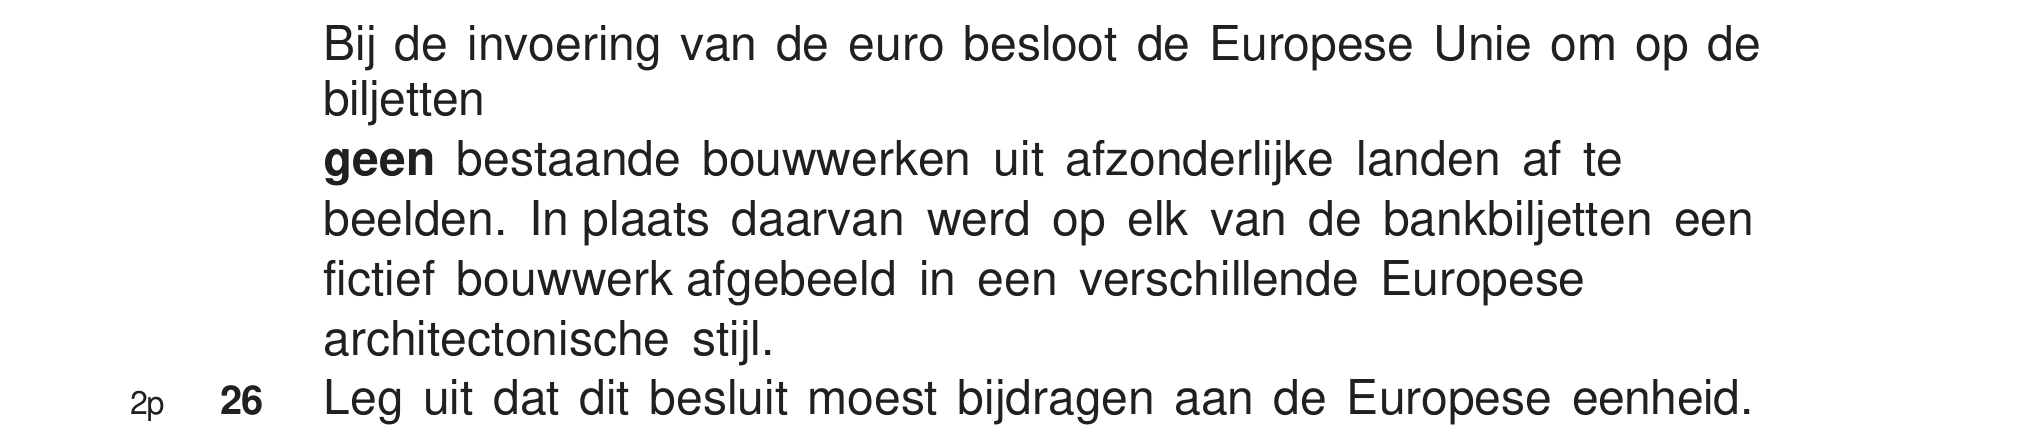 Bij de invoering van de euro besloot de Europese Unie om op de
biljetten
geen bestaande bouwwerken uit afzonderlijke landen af te
beelden. In plaats daarvan werd op elk van de bankbiljetten een
fictief bouwwerk afgebeeld in een verschillende Europese
architectonische stijl.
2p 26 Leg uit dat dit besluit moest bijdragen aan de Europese eenheid.